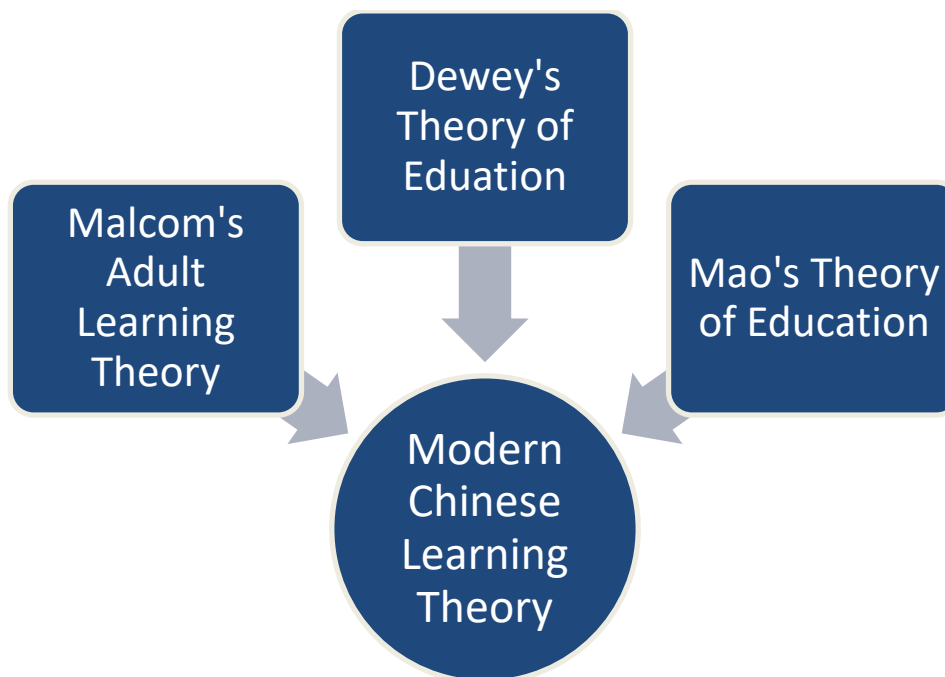 Dewey's
Theory of
Eduation
Malcom's
Adult
Learning
Theory
Mao's Theory
of Education
Modern
Chinese
Learning
Theory